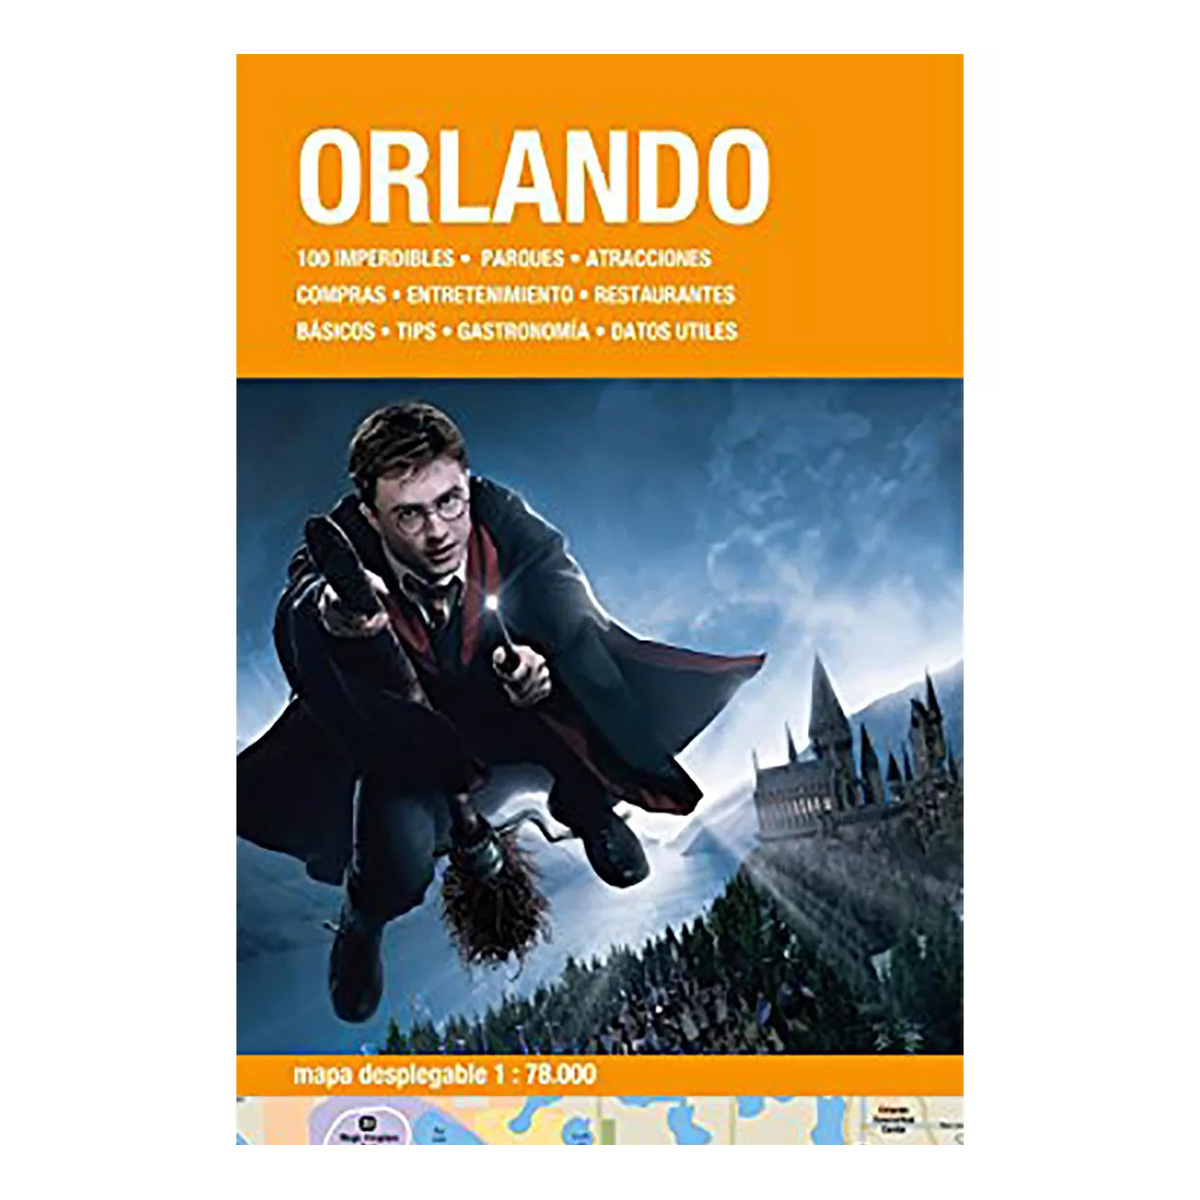 ORLANDO
100 IMPERDIBLES • PARQUES • ATRACCIONES
COMPRAS • ENTRETENIMIENTO • RESTAURANTES
BÁSICOS • TIPS • GASTRONOMÍA • DATOS UTILES
mapa desplegable 1 : 78.000